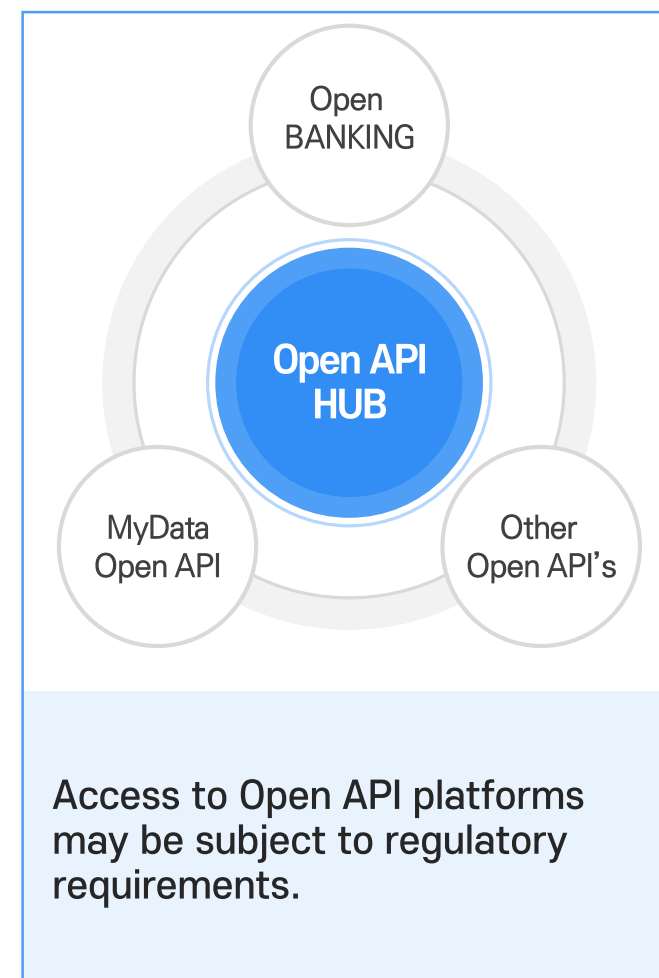 Open
BANKING
Open API
HUB
MyData
Open API
Other
Open API's
Access to Open API platforms
may be subject to regulatory
requirements.